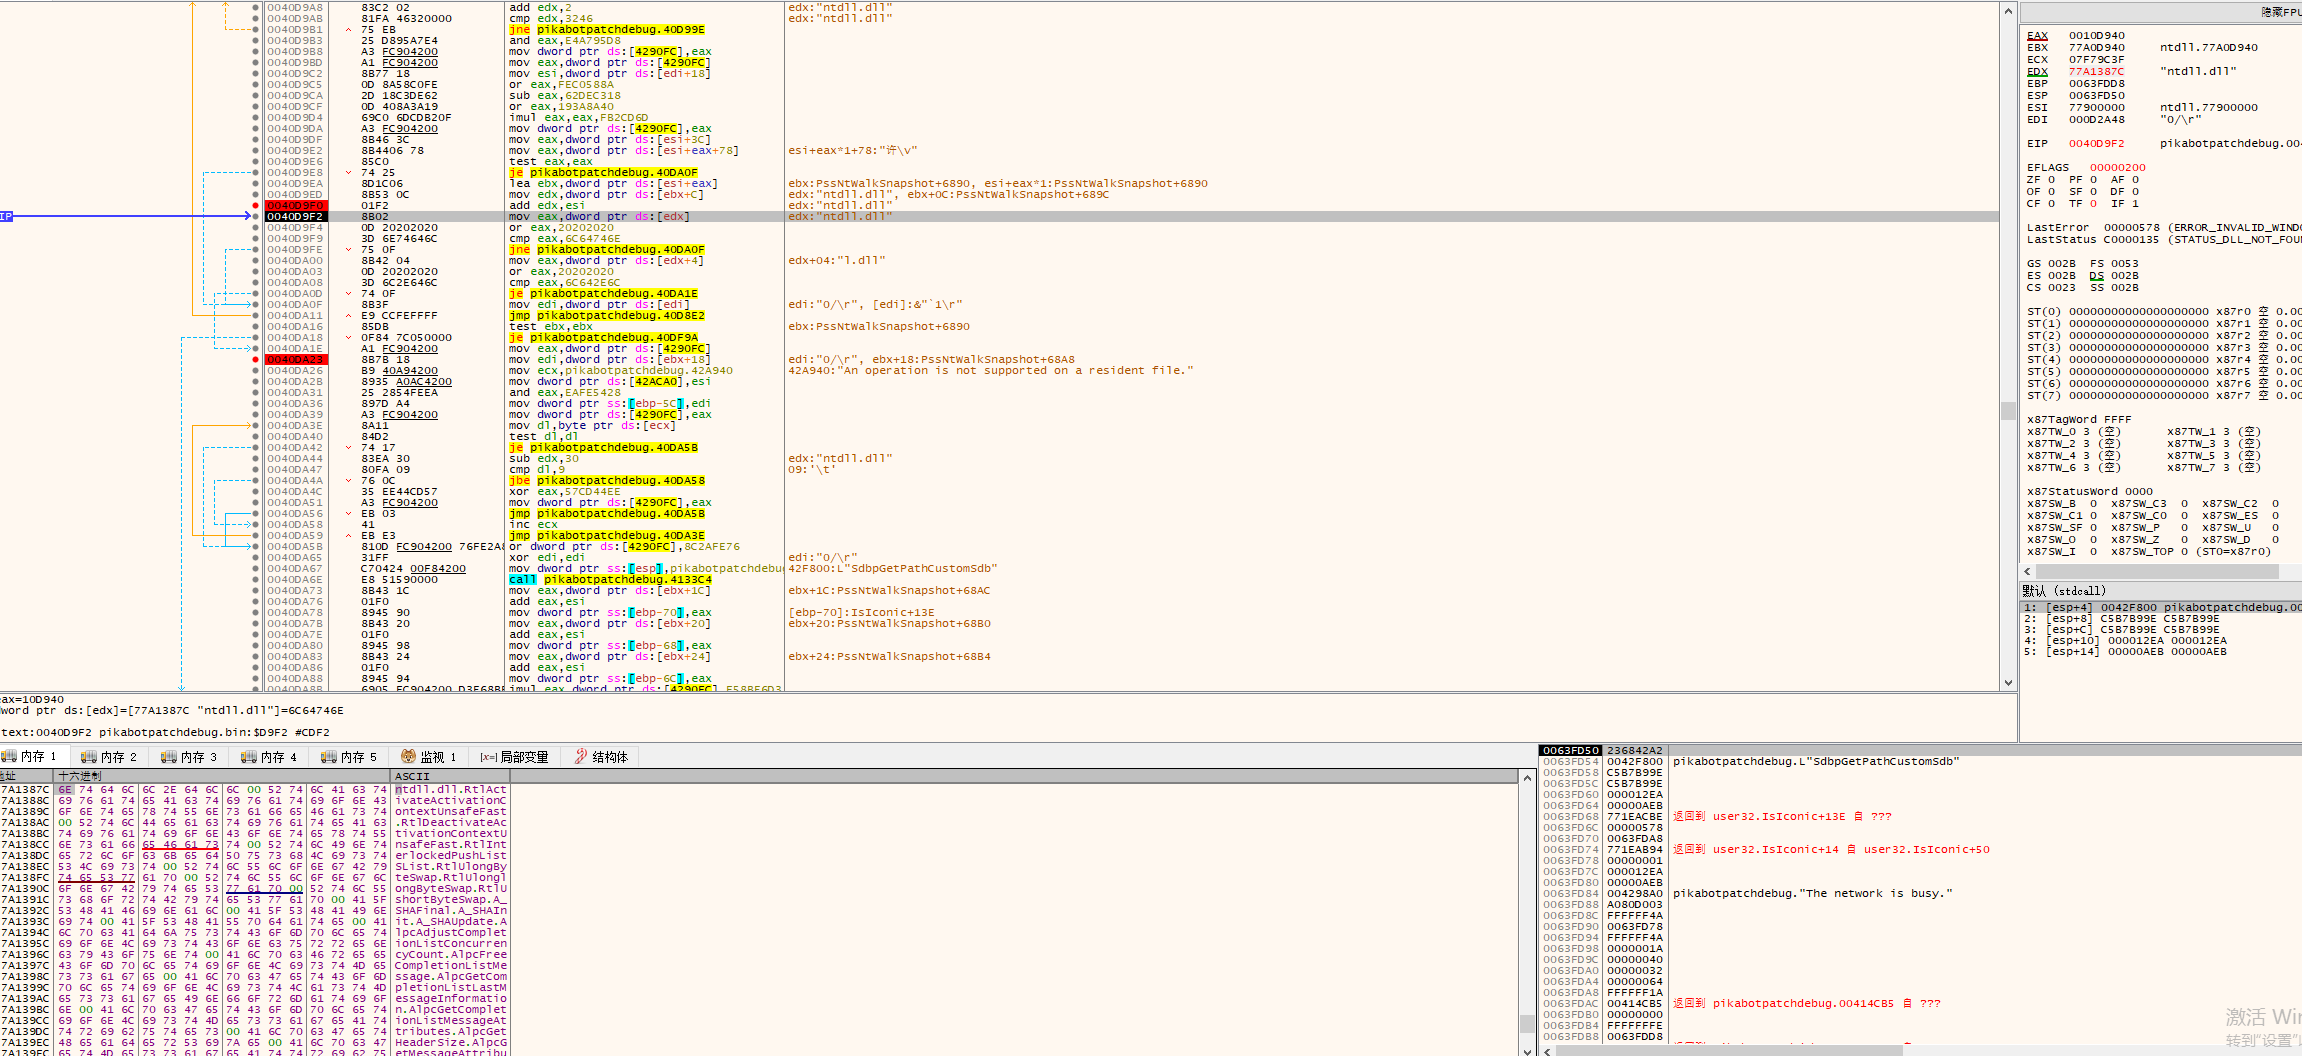 0040D9A8 83C2 02 add edx,2 edx:"ntdll.dll"
0040D9AB 81FA 46320000 cmp edx,3246 edx:"ntdll.dll"
0040D9B1 75 EB jne pikabotpatchdebug.40D99E
0040D9B3 25 D895A7E4 and eax,E4A795D8
0040D9B8 A3 FC904200 mov dword ptr ds:[4290FC],eax
0040D9BD A1 FC904200 mov eax,dword ptr ds:[4290FC]
0040D9C2 8B77 18 mov esi,dword ptr ds:[edi+18]
0040D9C5 0D 8A58C0FE or eax,FEC0588A
0040D9CA 2D 18C3DE62 sub eax,62DEC318
0040D9CF 0D 408A3A19 or eax,193A8A40
0040D9D4 69C0 6DCDB20F imul eax,eax,FB2CD6D
0040D9DA A3 FC904200 mov dword ptr ds:[4290FC],eax
0040D9DF 8B46 3C mov eax,dword ptr ds:[esi+3C]
0040D9E2 8B4406 78 mov eax,dword ptr ds:[esi+eax+78] esi+eax*1+78:"许\v"
0040D9E6 85C0 test eax,eax
0040D9E8 74 25 je pikabotpatchdebug.40DA0F
0040D9EA 8D1C06 lea ebx,dword ptr ds:[esi+eax] ebx:PssNtWalkSnapshot+6890, esi+eax*1:PssNtWalkSnapshot+6890
0040D9ED 8B53 0C mov edx,dword ptr ds:[ebx+C] edx:"ntdll.dll", ebx+0C:PssNtWalkSnapshot+689C
0040D9F0 01F2 add edx,esi edx:"ntdll.dll"
IP 0040D9F2 8B02 mov eax,dword ptr ds:[edx] edx:"ntdll.dll"
0040D9F4 0D 20202020 or eax,20202020
0040D9F9 3D 6E74646C cmp eax,6C64746E
0040D9FE 75 0F jne pikabotpatchdebug.40DA0F
0040DA00 8B42 04 mov eax,dword ptr ds:[edx+4] edx+04:"l.dll"
0040DA03 0D 20202020 or eax,20202020
0040DA08 3D 6C2E646C cmp eax,6C642E6C
0040DA0D 74 0F je pikabotpatchdebug.40DA1E
0040DA0F 8B3F mov edi,dword ptr ds:[edi] edi:"0/\r", [edi]:&"`1\r"
0040DA11 E9 CCFEFFFF jmp pikabotpatchdebug.40D8E2
0040DA16 85DB test ebx,ebx ebx:PssNtWalkSnapshot+6890
0040DA18 0F84 7C050000 je pikabotpatchdebug.40DF9A
0040DA1E A1 FC904200 mov eax,dword ptr ds:[4290FC]
0040DA23 8B7B 18 mov edi,dword ptr ds:[ebx+18] edi:"0/\r", ebx+18:PssNtWalkSnapshot+68A8
0040DA26 B9 40A94200 mov ecx,pikabotpatchdebug.42A940 42A940:"An operation is not supported on a resident file."
0040DA2B 8935 A0AC4200 mov dword ptr ds:[42ACA0],esi
0040DA31 25 2854FEEA and eax,EAFE5428
0040DA36 897D A4 mov dword ptr ss:[ebp-5C],edi
0040DA39 A3 FC904200 mov dword ptr ds:[4290FC],eax
0040DA3E 8A11 mov dl,byte ptr ds:[ecx]
0040DA40 84D2 test dl,dl
0040DA42 74 17 je pikabotpatchdebug.40DA5B
0040DA44 83EA 30 sub edx,30 edx:"ntdll.dll"
0040DA47 80FA 09 cmp dl,9 09:'\t'
0040DA4A 76 0C jbe pikabotpatchdebug.40DA58
0040DA4C 35 EE44CD57 xor eax,57CD44EE
0040DA51 A3 FC904200 mov dword ptr ds:[4290FC],eax
0040DA56 EB 03 jmp pikabotpatchdebug.40DA5B
0040DA58 41 inc ecx
0040DA59 EB E3 jmp pikabotpatchdebug.40DA3E
0040DA5B 810D FC904200 76FE2A8 or dword ptr ds:[4290FC],8C2AFE76
0040DA65 31FF xor edi,edi edi:"0/\r"
0040DA67 C70424 00F84200 mov dword ptr ss:[esp],pikabotpatchdebug 42F800:L"SdbpGetPathCustomSdb"
0040DA6E E8 51590000 call pikabotpatchdebug.4133C4
0040DA73 8B43 1C mov eax,dword ptr ds:[ebx+1C] ebx+1C:PssNtWalkSnapshot+68AC
0040DA76 01F0 add eax,esi
0040DA78 8945 90 mov dword ptr ss:[ebp-70],eax [ebp-70]:IsIconic+13E
0040DA7B 8B43 20 mov eax,dword ptr ds:[ebx+20] ebx+20:PssNtWalkSnapshot+68B0
0040DA7E 01F0 add eax,esi
0040DA80 8945 98 mov dword ptr ss:[ebp-68],eax
0040DA83 8B43 24 mov eax,dword ptr ds:[ebx+24] ebx+24:PssNtWalkSnapshot+68B4
0040DA86 01F0 add eax,esi
0040DA88 8945 94 mov dword ptr ss:[ebp-6C],eax
eax=10D940
word ptr ds:[edx]=[77A1387C "ntdll.dll"]=6C64746E
text:0040D9F2 pikabotpatchdebug.bin:$D9F2 #CDF2
隐藏FPU
EAX 0010D940
EBX 77A0D940 ntdll.77A0D940
ECX 07F79C3F
EDX 77A1387C "ntdll.dll"
EBP 0063FDD8
ESP 0063FD50
ESI 77900000 ntdll.77900000
EDI 000D2A48 "0/\r"
EIP 0040D9F2 pikabotpatchdebug.00
EFLAGS 00000200
ZF 0 PF 0 AF 0
OF 0 SF 0 DF 0
CF 0 TF 0 IF 1
LastError 00000578 (ERROR_INVALID_WIND
LastStatus C0000135 (STATUS_DLL_NOT_FOU
GS 002B FS 0053
ES 002B DS 002B
CS 0023 SS 002B
ST(0) 00000000000000000000 x87r0 空 0.00
ST(1) 00000000000000000000 x87r1 空 0.00
ST(2) 00000000000000000000 x87r2 空 0.00
ST(3) 00000000000000000000 x87r3 空 0.00
ST(4) 00000000000000000000 x87r4 空 0.00
ST(5) 00000000000000000000 x87r5 空 0.00
ST(6) 00000000000000000000 x87r6 空 0.00
ST(7) 00000000000000000000 x87r7 空 0.00
x87TagWord FFFF
x87TW_0 3 (空) x87TW_1 3 (空)
x87TW_2 3 (空) x87TW_3 3 (空)
x87TW_4 3 (空) x87TW_5 3 (空)
x87TW_6 3 (空) x87TW_7 3 (空)
x87StatusWord 0000
x87SW_B 0 x87SW_C3 0 x87SW_C2 0
x87SW_C1 0 x87SW_C0 0 x87SW_ES 0
x87SW_SF 0 x87SW_P 0 x87SW_U 0
x87SW_O 0 x87SW_Z 0 x87SW_D 0
x87SW_I 0 x87SW_TOP 0 (ST0=x87r0)
默认 (stdcall)
1: [esp+4] 0042F800 pikabotpatchdebug.00
2: [esp+8] C5B7B99E C5B7B99E
3: [esp+C] C5B7B99E C5B7B99E
4: [esp+10] 000012EA 000012EA
5: [esp+14] 00000AEB 00000AEB
内存 1 内存 2 内存 3 内存 4 内存 5 监视 1 [x=] 局部变量 结构体
地址 十六进制 ASCII
7A1387C 6E 74 64 6C 6C 2E 64 6C 6C 00 52 74 6C 41 63 74 ntdll.dll.RtlAct
7A1388C 69 76 61 74 65 41 63 74 69 76 61 74 69 6F 6E 43 ivateActivationC
7A1389C 6F 6E 74 65 78 74 55 6E 73 61 66 65 46 61 73 74 ontextUnsafeFast
7A138AC 00 52 74 6C 44 65 61 63 74 69 76 61 74 65 41 63 .RtlDeactivateAc
7A138BC 74 69 76 61 74 69 6F 6E 43 6F 6E 74 65 78 74 55 tivationContextU
7A138CC 6E 73 61 66 65 46 61 73 74 00 52 74 6C 49 6E 74 nsafeFast.RtlInt
7A138DC 65 72 6C 6F 63 6B 65 64 50 75 73 68 4C 69 73 74 erlockedPushList
7A138EC 53 4C 69 73 74 00 52 74 6C 55 6C 6F 6E 67 42 79 SList.RtlUlongBy
7A138FC 74 65 53 77 61 70 00 52 74 6C 55 6C 6F 6E 67 6C teSwap.RtlUlongl
7A1390C 6F 6E 67 42 79 74 65 53 77 61 70 00 52 74 6C 55 ongByteSwap.RtlU
7A1391C 73 68 6F 72 74 42 79 74 65 53 77 61 70 00 41 5F shortByteSwap.A_
7A1392C 53 48 41 46 69 6E 61 6C 00 41 5F 53 48 41 49 6E SHAFinal.A_SHAIn
7A1393C 69 74 00 41 5F 53 48 41 55 70 64 61 74 65 00 41 it.A_SHAUpdate.A
7A1394C 6C 70 63 41 64 6A 75 73 74 43 6F 6D 70 6C 65 74 lpcAdjustComplet
7A1395C 69 6F 6E 4C 69 73 74 43 6F 6E 63 75 72 72 65 6E ionListConcurren
7A1396C 63 79 43 6F 75 6E 74 00 41 6C 70 63 46 72 65 65 cyCount.AlpcFree
7A1397C 43 6F 6D 70 6C 65 74 69 6F 6E 4C 69 73 74 4D 65 CompletionListMe
7A1398C 73 73 61 67 65 00 41 6C 70 63 47 65 74 43 6F 6D ssage.AlpcGetCom
7A1399C 70 6C 65 74 69 6F 6E 4C 69 73 74 4C 61 73 74 4D pletionListLastM
7A139AC 65 73 73 61 67 65 49 6E 66 6F 72 6D 61 74 69 6F essageInformatio
7A139BC 6E 00 41 6C 70 63 47 65 74 43 6F 6D 70 6C 65 74 n.AlpcGetComplet
7A139CC 69 6F 6E 4C 69 73 74 4D 65 73 73 61 67 65 41 74 ionListMessageAt
7A139DC 74 72 69 62 75 74 65 73 00 41 6C 70 63 47 65 74 tributes.AlpcGet
7A139EC 48 65 61 64 65 72 53 69 7A 65 00 41 6C 70 63 47 HeaderSize.AlpcG
7A139FC 65 74 4D 65 73 73 61 67 65 41 74 74 72 69 62 75 etMessageAttribu
0063FD50 236842A2
0063FD54 0042F800 pikabotpatchdebug.L"SdbpGetPathCustomSdb"
0063FD58 C5B7B99E
0063FD5C C5B7B99E
0063FD60 000012EA
0063FD64 00000AEB
0063FD68 771EACBE 返回到 user32.IsIconic+13E 自 ???
0063FD6C 00000578
0063FD70 0063FDA8
0063FD74 771EAB94 返回到 user32.IsIconic+14 自 user32.IsIconic+50
0063FD78 00000001
0063FD7C 000012EA
0063FD80 00000AEB
0063FD84 004298A0 pikabotpatchdebug."The network is busy."
0063FD88 A080D003
0063FD8C FFFFFF4A
0063FD90 0063FD78
0063FD94 FFFFFF4A
0063FD98 0000001A
0063FD9C 00000040
0063FDA0 00000032
0063FDA4 00000064
0063FDA8 FFFFFF1A
0063FDAC 00414CB5 返回到 pikabotpatchdebug.00414CB5 自 ???
0063FDB0 00000000
0063FDB4 FFFFFFFE
0063FDB8 0063FDD8
激活 Win
转到"设置"以